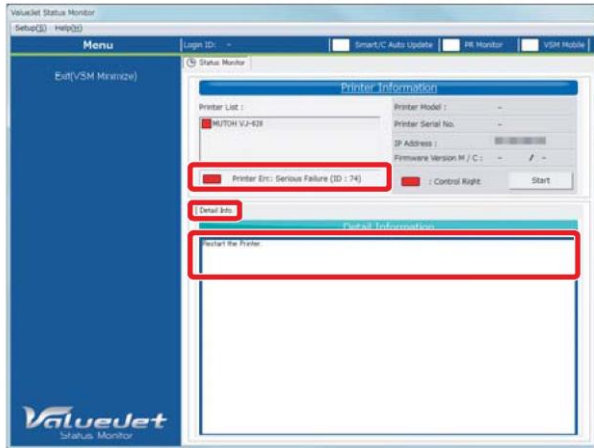 ValueJet Status Monitor
Setup(S) Help(H)
Menu
Login ID: -
Smart/C Auto Update
PR Monitor
VSM Mobile
Exit(VSM Minimize)
Status Monitor
Printer Information
Printer List :
MUTOH VJ-628
Printer Model : -
Printer Serial No. -
IP Address :
Firmware Version M / C : - / -
Printer Err: Serious Failure (ID : 74)
: Control Right
Start
Detail Info.
Detail Information
Restart the Printer.
ValueJet
Status Monitor